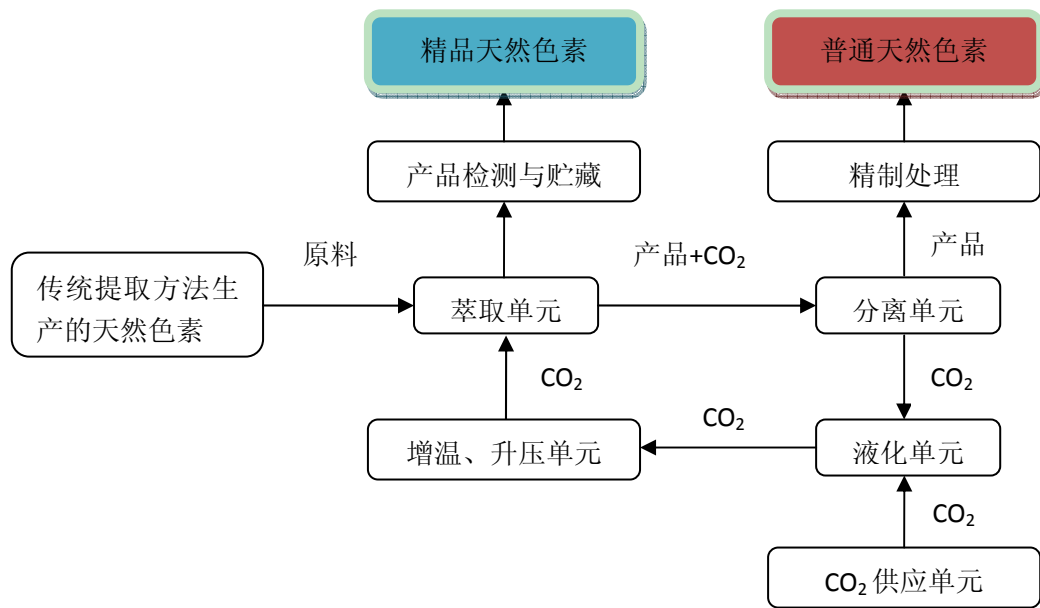 精品天然色素
普通天然色素
产品检测与贮藏
精制处理
原料
产品+CO₂
产品
传统提取方法生
产的天然色素
萃取单元
分离单元
CO₂
CO₂
CO₂
增温、升压单元
液化单元
CO₂
CO₂供应单元